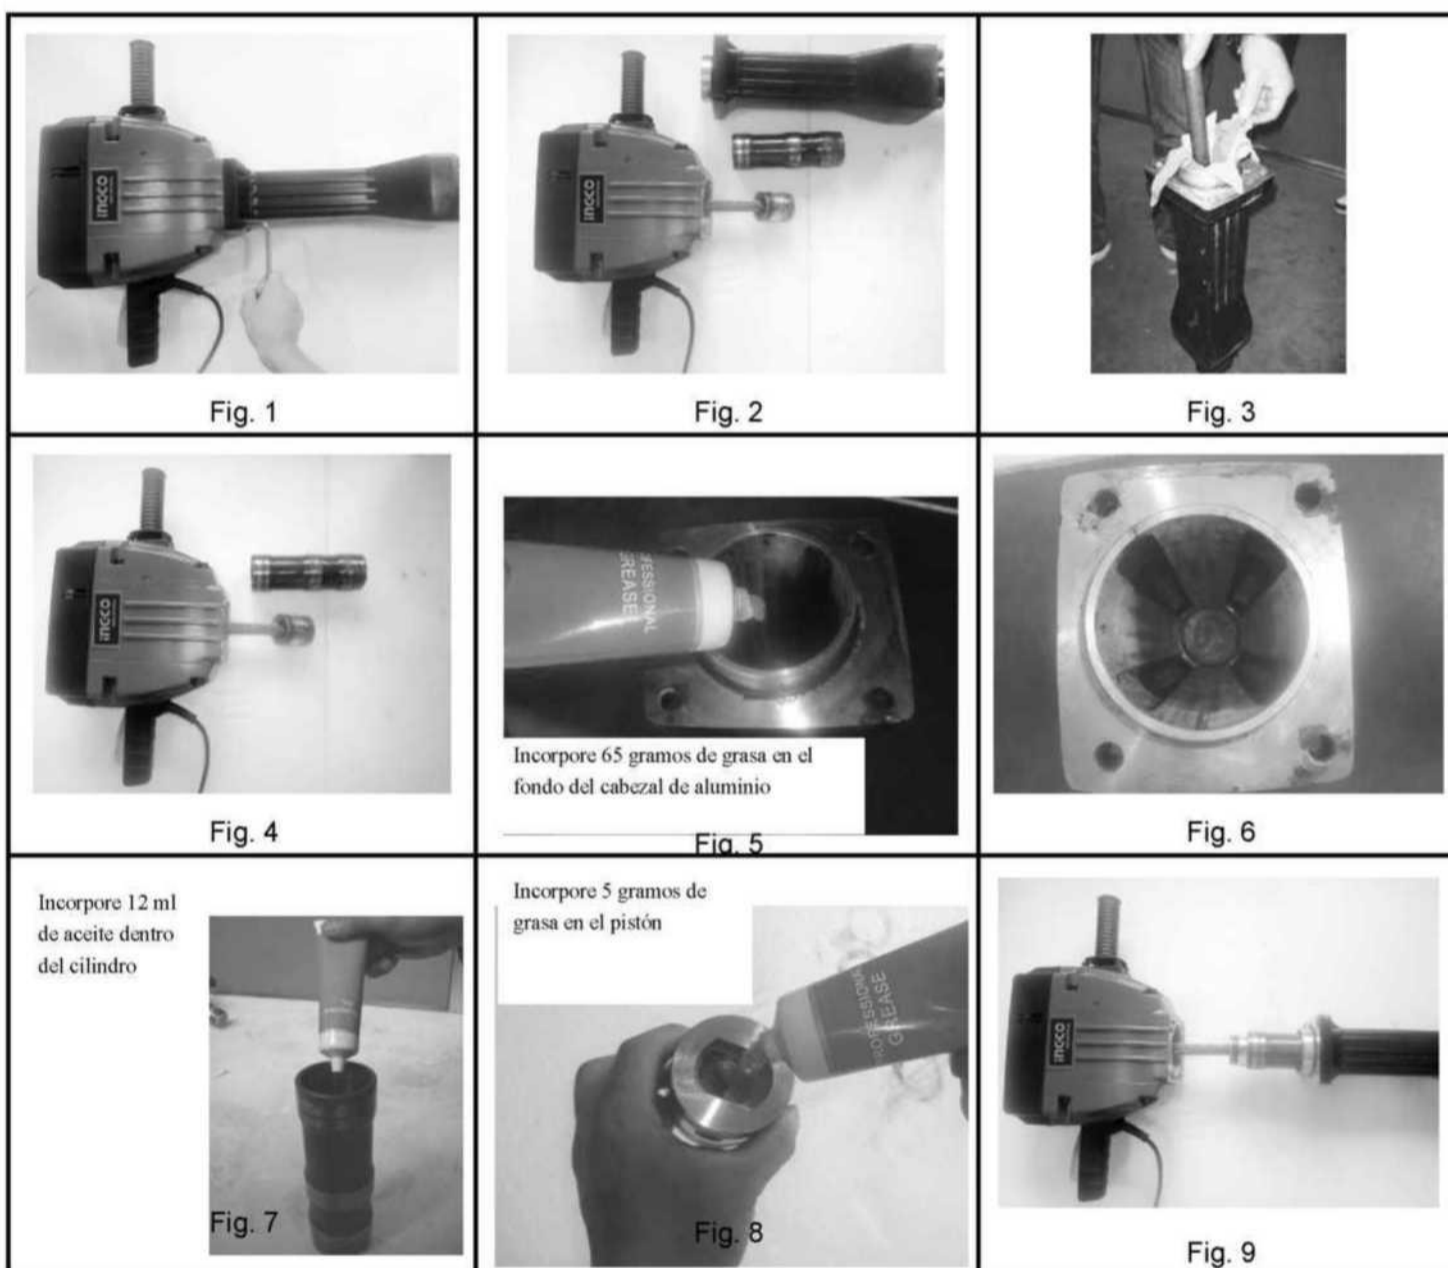 INGCO
Fig. 1
INGCO
Fig. 2
Fig. 3
INGCO
Fig. 4
FESSIONAL
GREASE
Incorpore 65 gramos de grasa en el
fondo del cabezal de aluminio
Fig. 5
Fig. 6
Incorpore 12 ml
de aceite dentro
del cilindro
Fig. 7
Incorpore 5 gramos de
grasa en el pistón
PROFESSIONAL
GREASE
Fig. 8
INGCO
Fig. 9